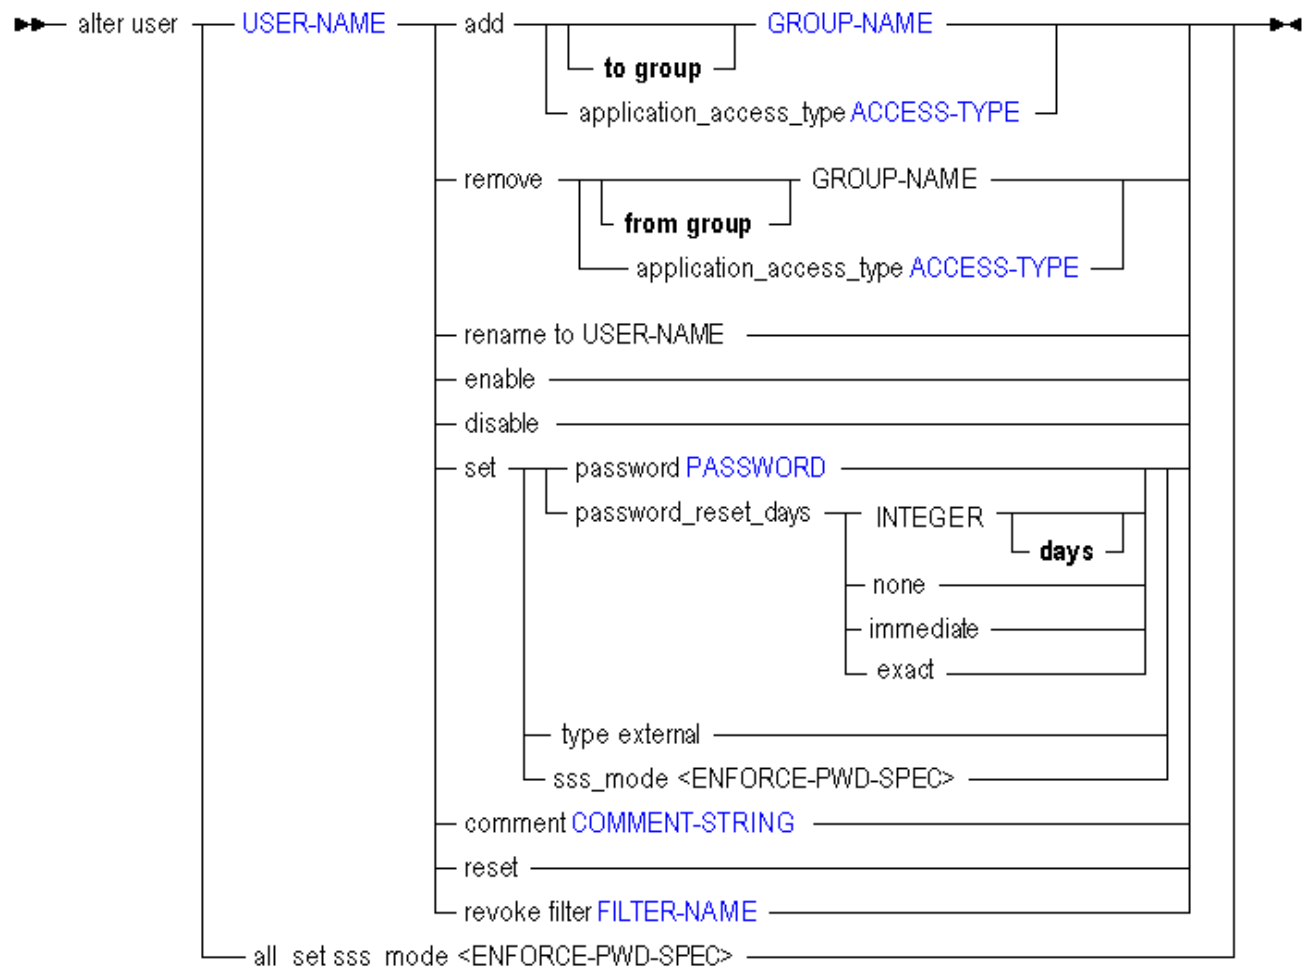 alter user USER-NAME add GROUP-NAME
to group
application_access_type ACCESS-TYPE
remove GROUP-NAME
from group
application_access_type ACCESS-TYPE
rename to USER-NAME
enable
disable
set password PASSWORD
password_reset_days INTEGER
days
none
immediate
exact
type external
sss_mode <ENFORCE-PWD-SPEC>
comment COMMENT-STRING
reset
revoke filter FILTER-NAME
all set sss_mode <ENFORCE-PWD-SPEC>